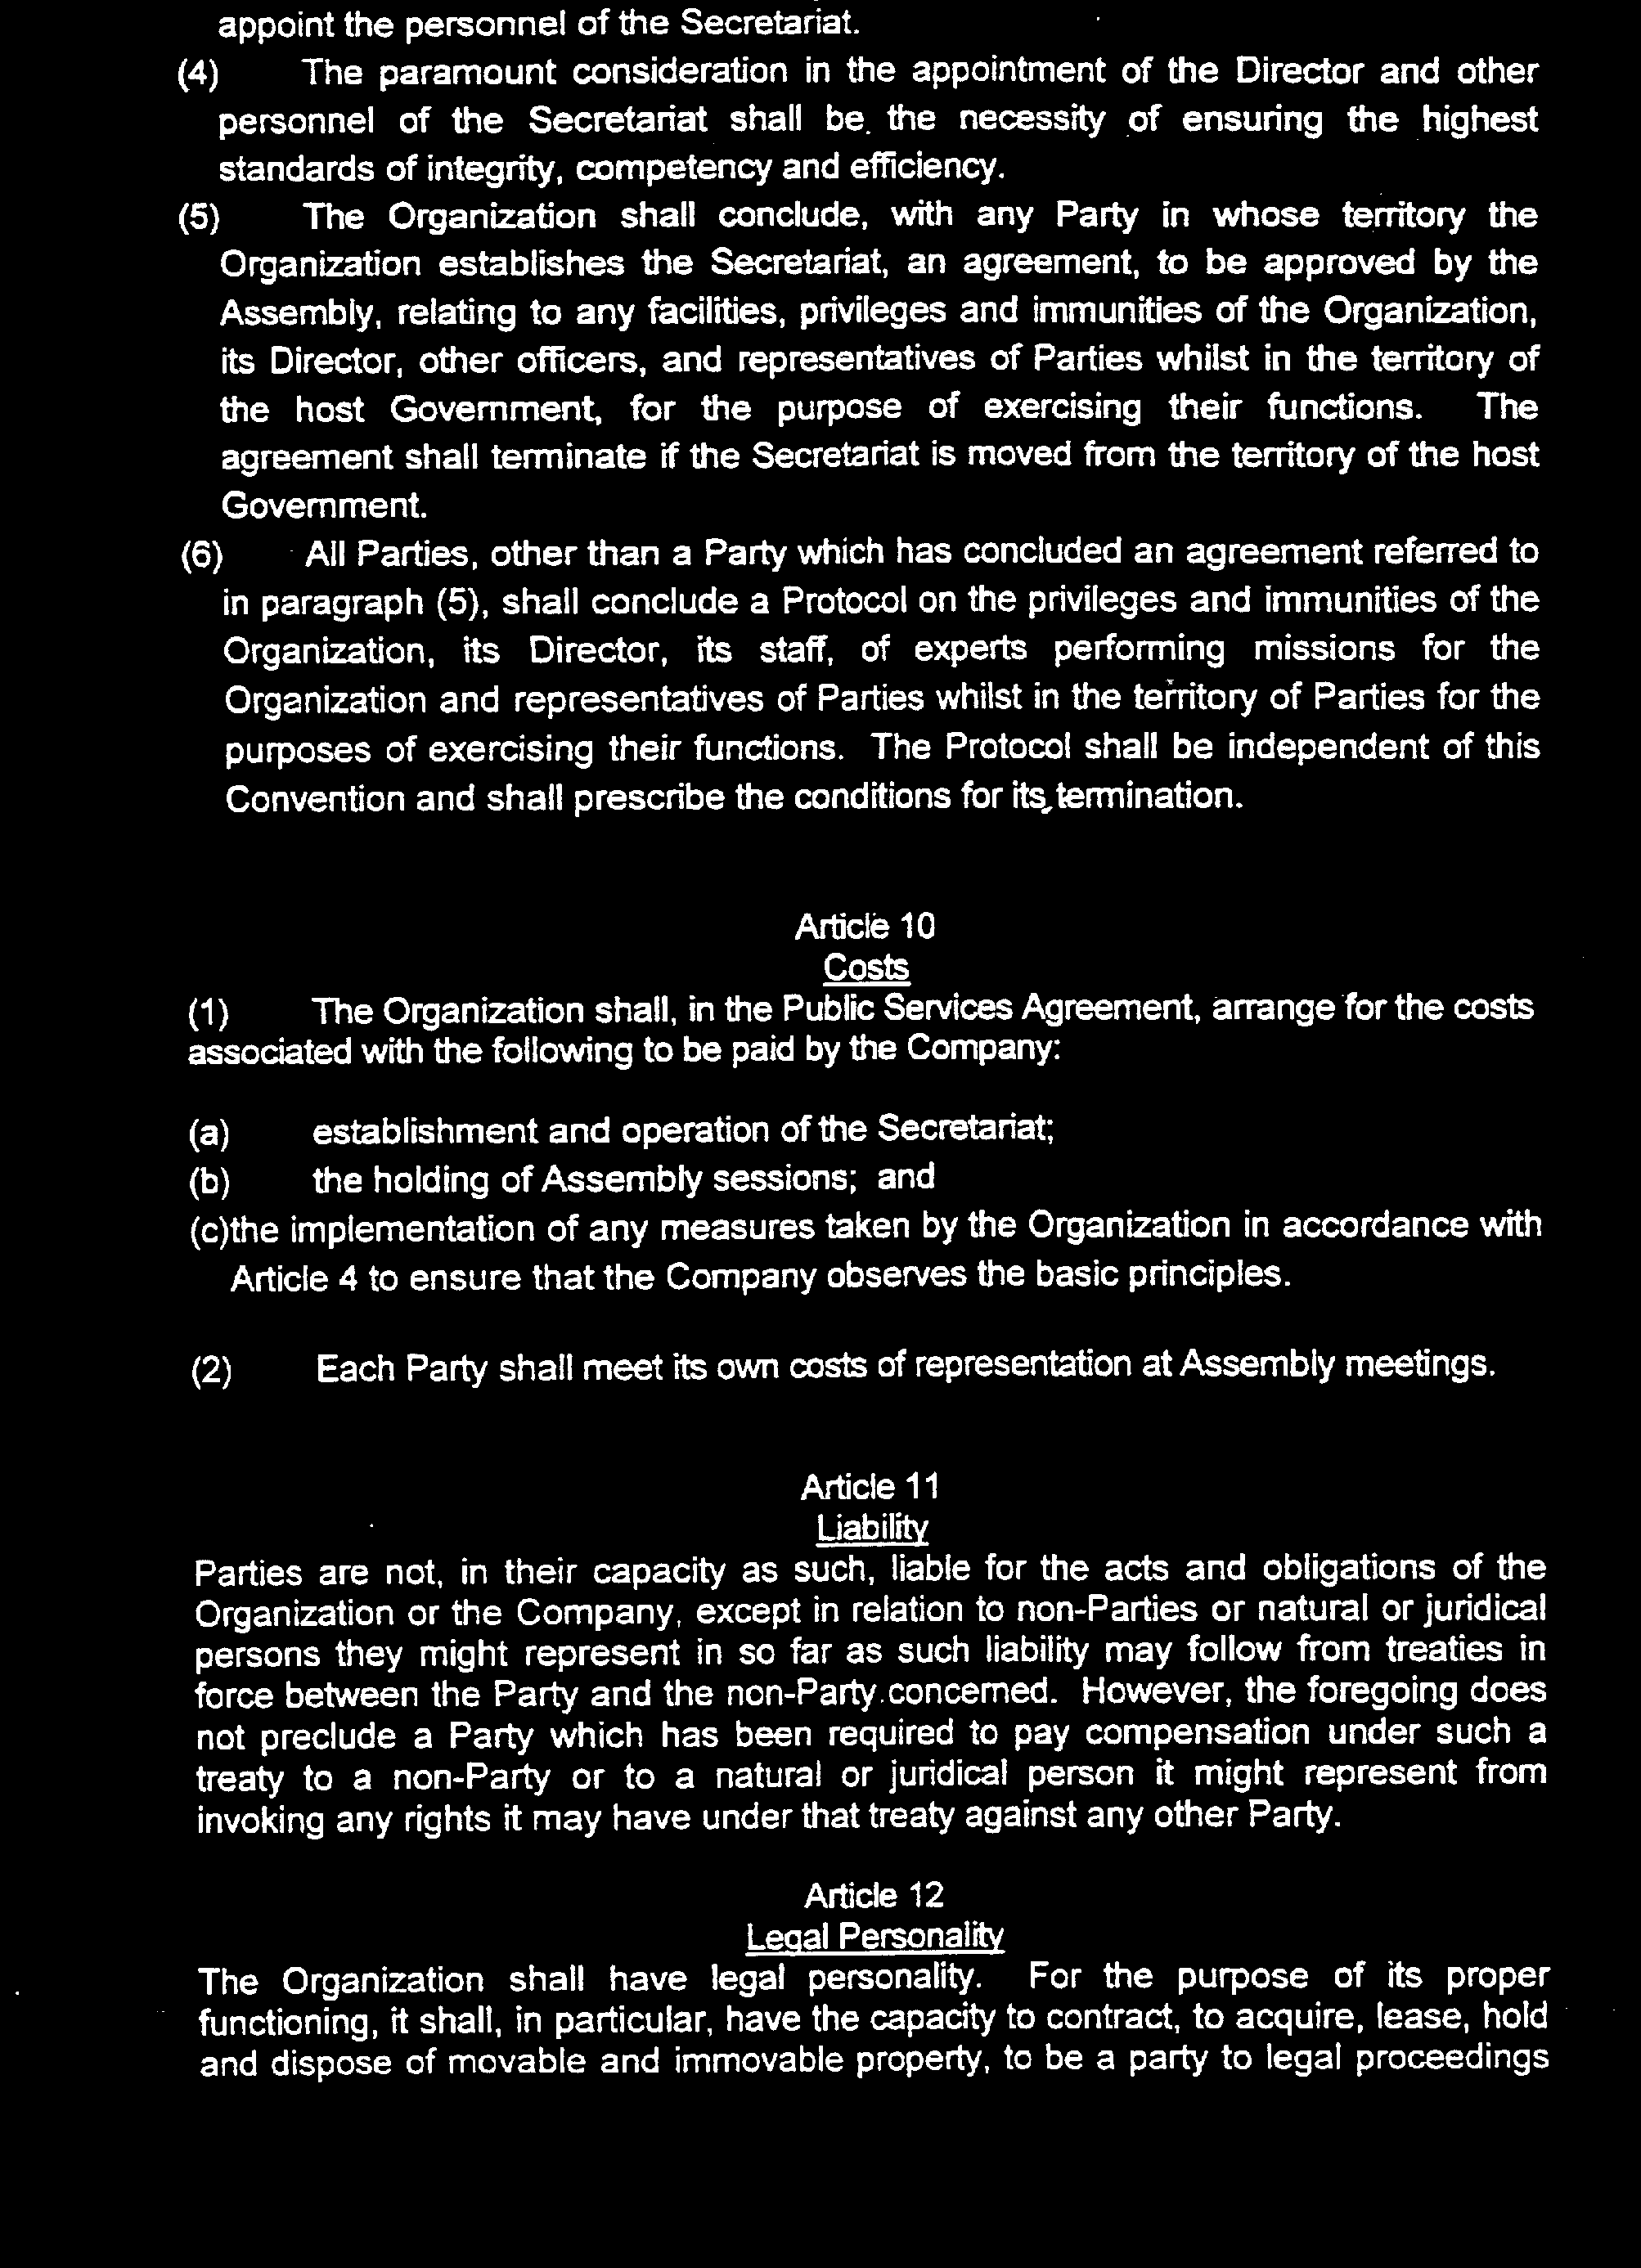 appoint the personnel of the Secretariat.
(4) The paramount consideration in the appointment of the Director and other
personnel of the Secretariat shall be the necessity of ensuring the highest
standards of integrity, competency and efficiency.
(5) The Organization shall conclude, with any Party in whose territory the
Organization establishes the Secretariat, an agreement, to be approved by the
Assembly, relating to any facilities, privileges and immunities of the Organization,
its Director, other officers, and representatives of Parties whilst in the territory of
the host Government, for the purpose of exercising their functions. The
agreement shall terminate if the Secretariat is moved from the territory of the host
Government.
(6) All Parties, other than a Party which has concluded an agreement referred to
in paragraph (5), shall conclude a Protocol on the privileges and immunities of the
Organization, its Director, its staff, of experts performing missions for the
Organization and representatives of Parties whilst in the territory of Parties for the
purposes of exercising their functions. The Protocol shall be independent of this
Convention and shall prescribe the conditions for its termination.
Article 10
Costs
(1) The Organization shall, in the Public Services Agreement, arrange for the costs
associated with the following to be paid by the Company:
(a) establishment and operation of the Secretariat;
(b) the holding of Assembly sessions; and
(c)the implementation of any measures taken by the Organization in accordance with
Article 4 to ensure that the Company observes the basic principles.
(2) Each Party shall meet its own costs of representation at Assembly meetings.
Article 11
Liability
Parties are not, in their capacity as such, liable for the acts and obligations of the
Organization or the Company, except in relation to non-Parties or natural or juridical
persons they might represent in so far as such liability may follow from treaties in
force between the Party and the non-Party concerned. However, the foregoing does
not preclude a Party which has been required to pay compensation under such a
treaty to a non-Party or to a natural or juridical person it might represent from
invoking any rights it may have under that treaty against any other Party.
Article 12
Legal Personality
The Organization shall have legal personality. For the purpose of its proper
functioning, it shall, in particular, have the capacity to contract, to acquire, lease, hold
and dispose of movable and immovable property, to be a party to legal proceedings